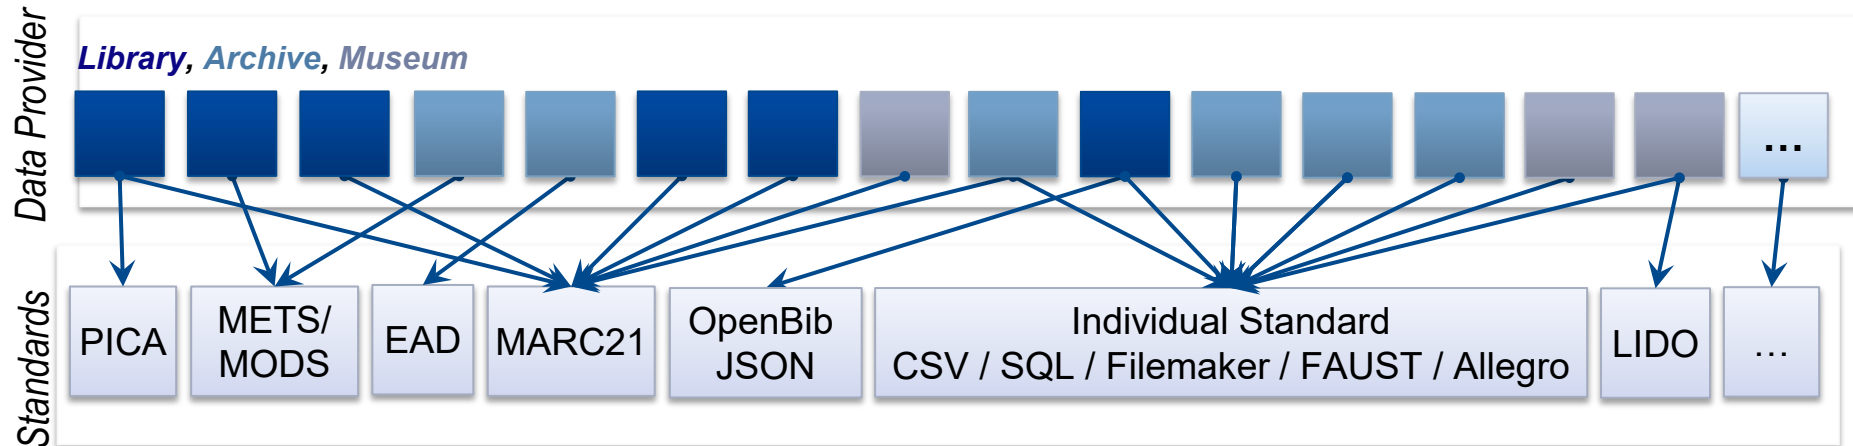 Data Provider
Library, Archive, Museum
...
Standards
PICA
METS/
MODS
EAD
MARC21
OpenBib
JSON
Individual Standard
CSV / SQL / Filemaker / FAUST / Allegro
LIDO
...